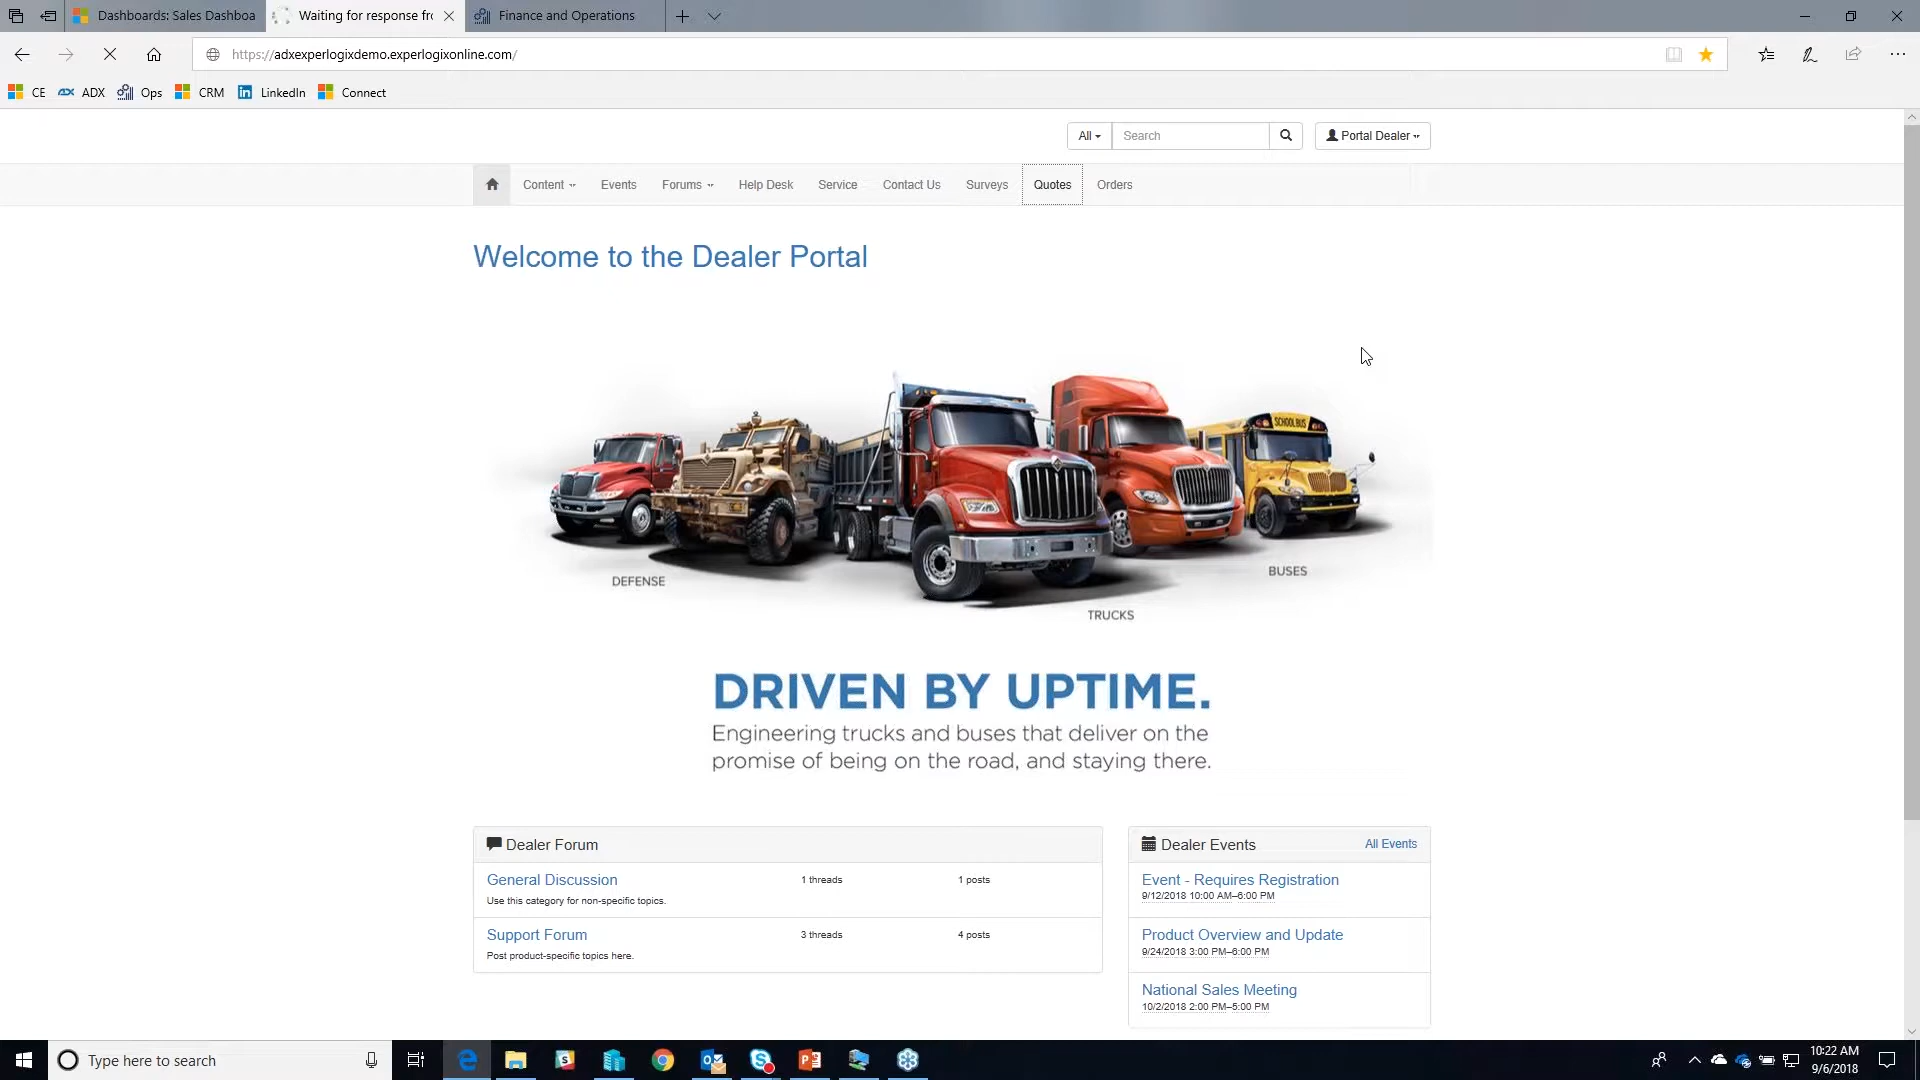 Dashboards: Sales Dashboa
Waiting for response fro
Finance and Operations
https://adxexperlogixdemo.experlogixonline.com/
CE
ADX
Ops
CRM
LinkedIn
Connect
All
Search
Portal Dealer
Content
Events
Forums
Help Desk
Service
Contact Us
Surveys
Quotes
Orders
Welcome to the Dealer Portal
SCHOOL BUS
DEFENSE
TRUCKS
BUSES
DRIVEN BY UPTIME.
Engineering trucks and buses that deliver on the
promise of being on the road, and staying there.
Dealer Forum
General Discussion
1 threads
1 posts
Use this category for non-specific topics.
Support Forum
3 threads
4 posts
Post product-specific topics here.
Dealer Events
All Events
Event - Requires Registration
9/12/2018 10:00 AM–6:00 PM
Product Overview and Update
9/24/2018 3:00 PM–6:00 PM
National Sales Meeting
10/2/2018 2:00 PM–5:00 PM
Type here to search
10:22 AM
9/6/2018